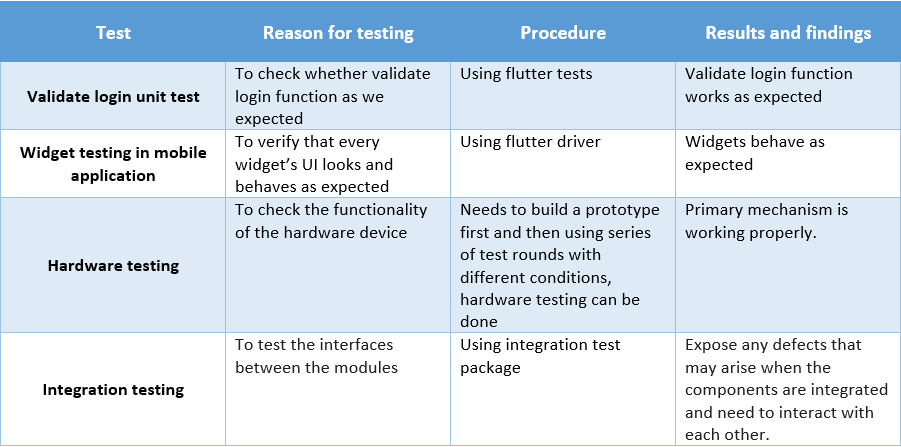 Test
Reason for testing
Procedure
Results and findings
Validate login unit test
To check whether validate
login function as we
expected
Using flutter tests
Validate login function
works as expected
Widget testing in mobile
application
To verify that every
widget’s UI looks and
behaves as expected
Using flutter driver
Widgets behave as
expected
Hardware testing
To check the functionality
of the hardware device
Needs to build a prototype
first and then using series
of test rounds with
different conditions,
hardware testing can be
done
Primary mechanism is
working properly.
Integration testing
To test the interfaces
between the modules
Using integration test
package
Expose any defects that
may arise when the
components are integrated
and need to interact with
each other.